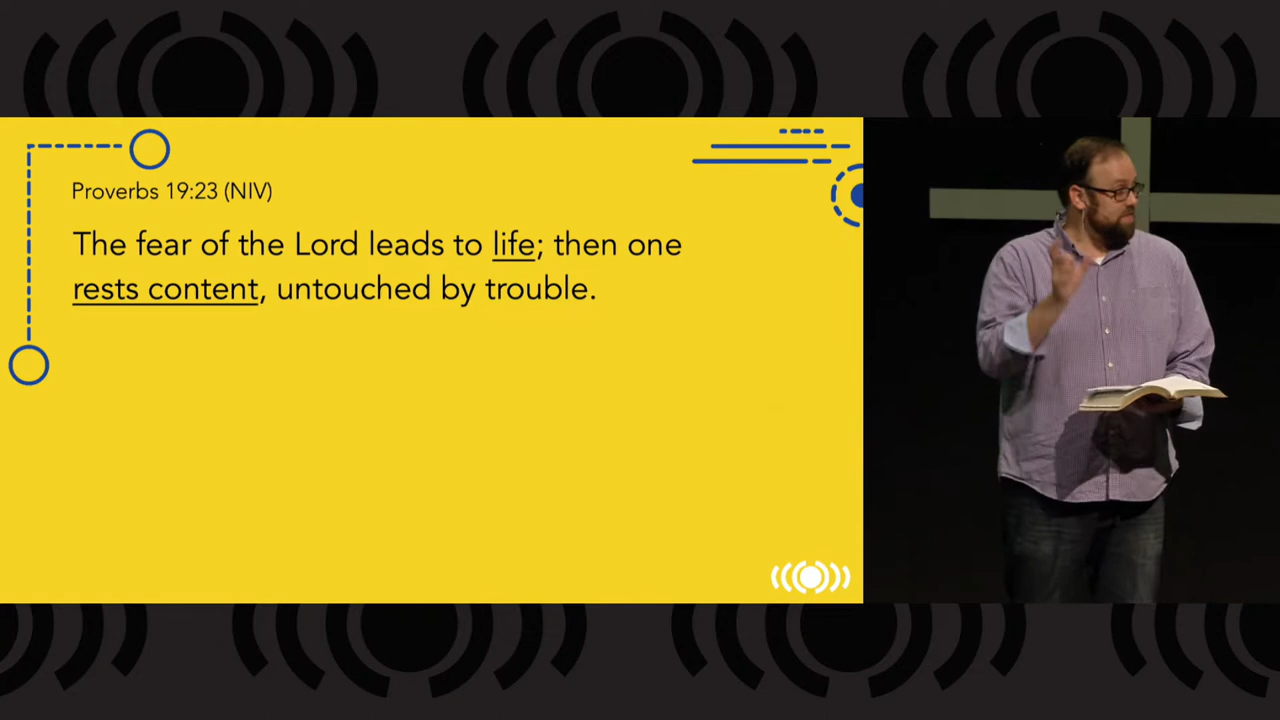 Proverbs 19:23 (NIV)
The fear of the Lord leads to life; then one
rests content, untouched by trouble.